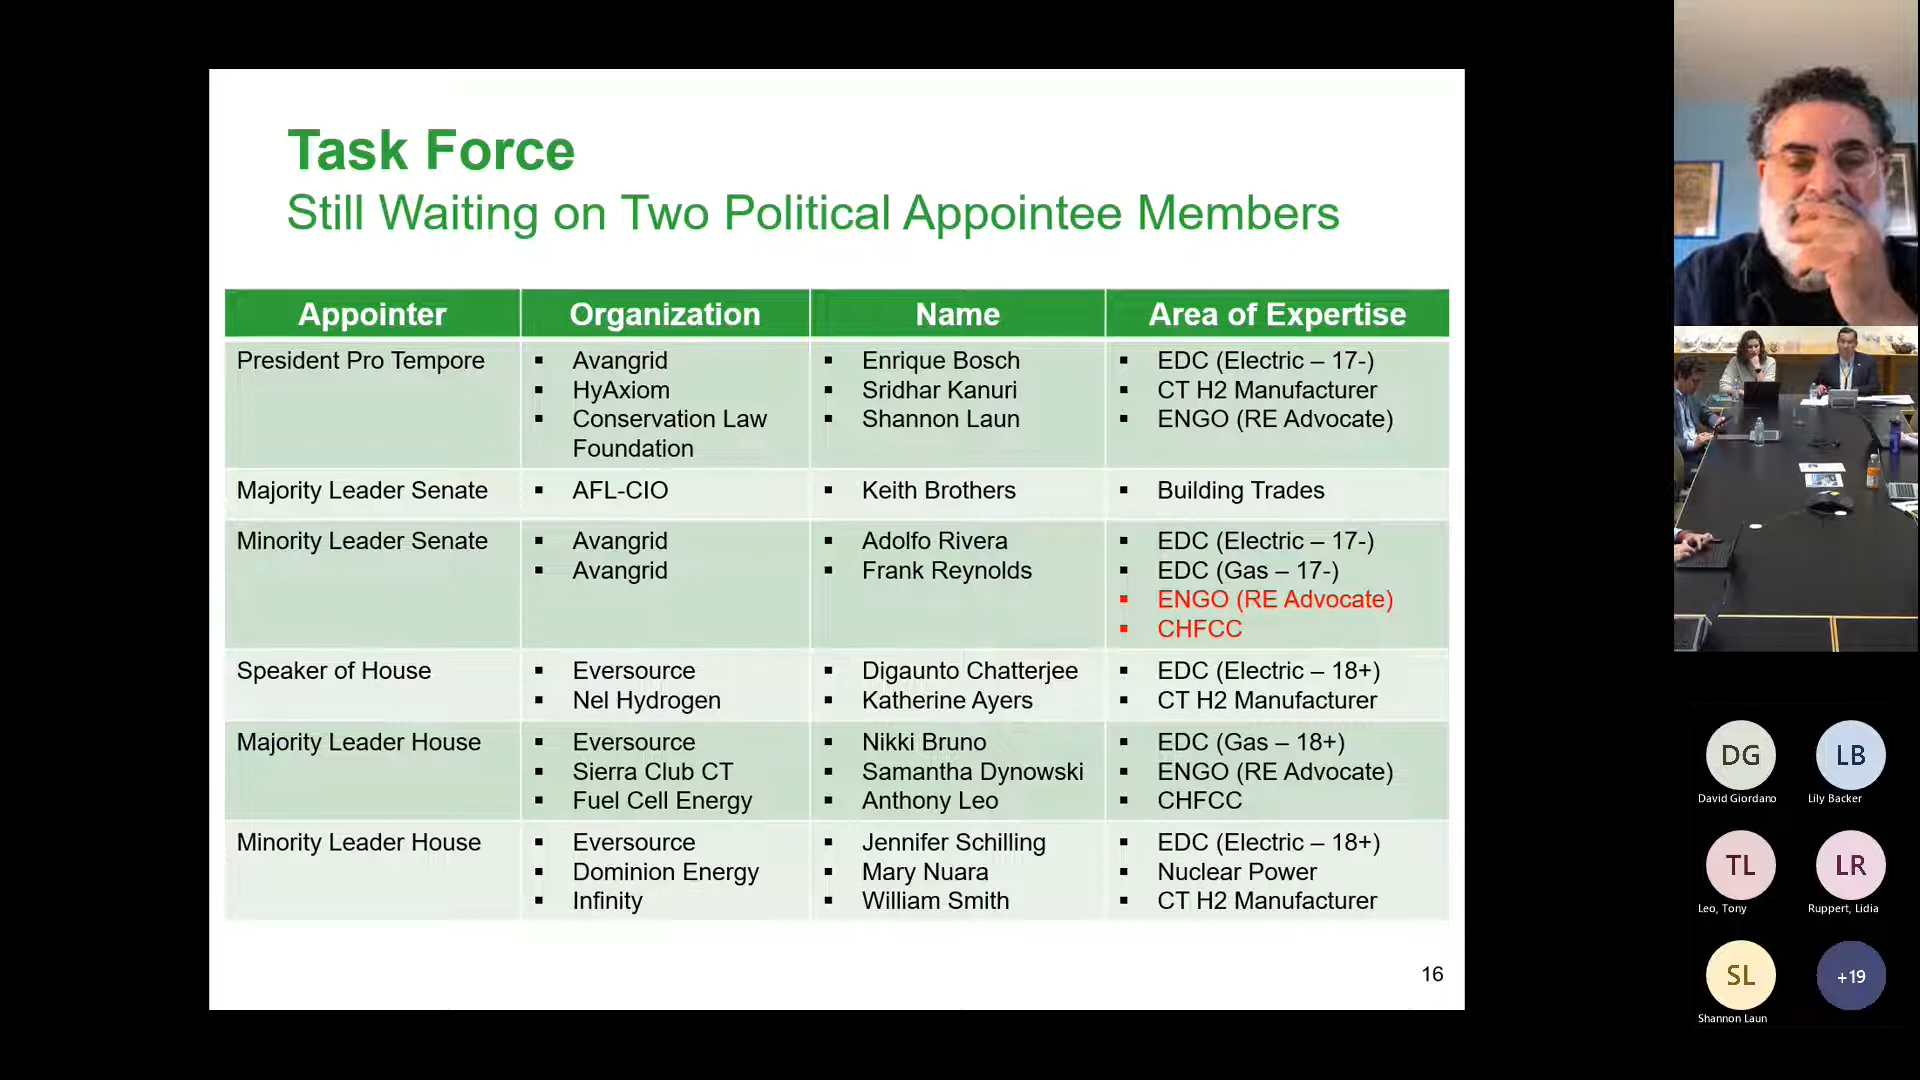 Task Force
Still Waiting on Two Political Appointee Members
Appointer Organization Name Area of Expertise
President Pro Tempore
▪ Avangrid
▪ HyAxiom
▪ Conservation Law
Foundation
▪ Enrique Bosch
▪ Sridhar Kanuri
▪ Shannon Laun
▪ EDC (Electric – 17-)
▪ CT H2 Manufacturer
▪ ENGO (RE Advocate)
Majority Leader Senate
▪ AFL-CIO
▪ Keith Brothers
▪ Building Trades
Minority Leader Senate
▪ Avangrid
▪ Avangrid
▪ Adolfo Rivera
▪ Frank Reynolds
▪ EDC (Electric – 17-)
▪ EDC (Gas – 17-)
▪ ENGO (RE Advocate)
▪ CHFCC
Speaker of House
▪ Eversource
▪ Nel Hydrogen
▪ Digaunto Chatterjee
▪ Katherine Ayers
▪ EDC (Electric – 18+)
▪ CT H2 Manufacturer
Majority Leader House
▪ Eversource
▪ Sierra Club CT
▪ Fuel Cell Energy
▪ Nikki Bruno
▪ Samantha Dynowski
▪ Anthony Leo
▪ EDC (Gas – 18+)
▪ ENGO (RE Advocate)
▪ CHFCC
Minority Leader House
▪ Eversource
▪ Dominion Energy
▪ Infinity
▪ Jennifer Schilling
▪ Mary Nuara
▪ William Smith
▪ EDC (Electric – 18+)
▪ Nuclear Power
▪ CT H2 Manufacturer
16
DG
David Giordano
LB
Lily Backer
TL
Leo, Tony
LR
Ruppert, Lidia
SL
Shannon Laun
+19